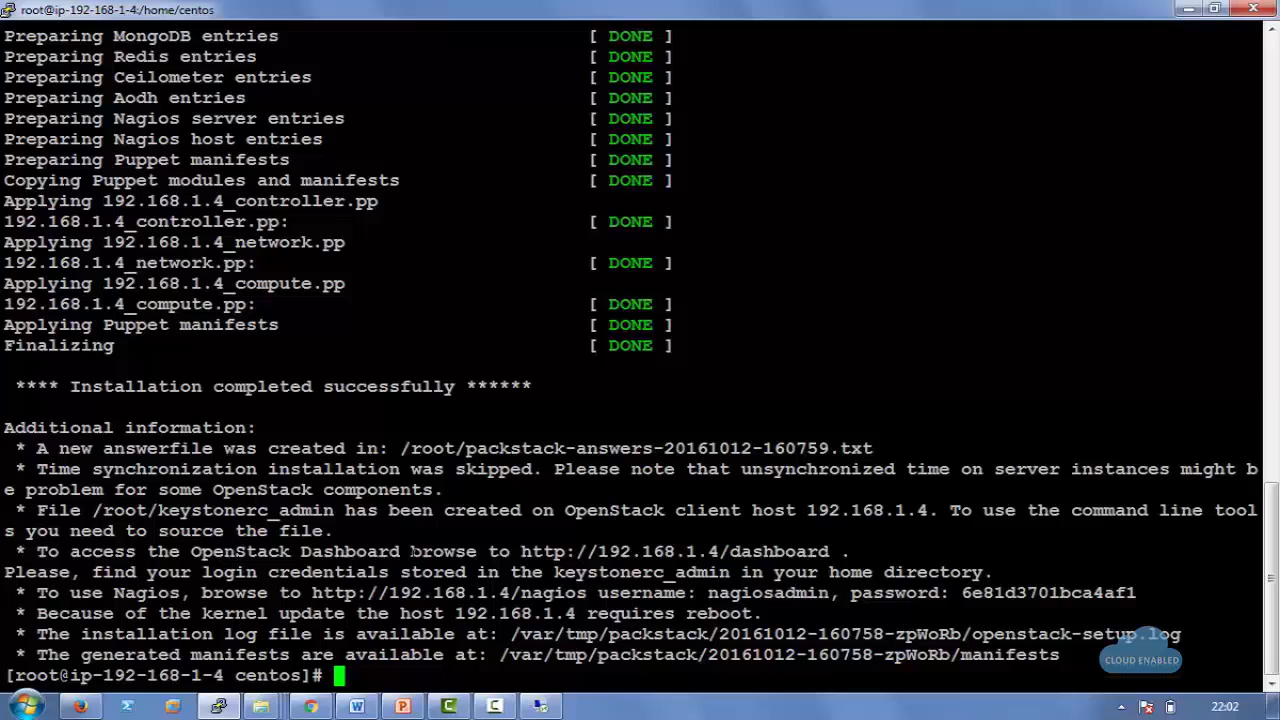 root@ip-192-168-1-4:/home/centos
Preparing MongoDB entries [ DONE ]
Preparing Redis entries [ DONE ]
Preparing Ceilometer entries [ DONE ]
Preparing Aodh entries [ DONE ]
Preparing Nagios server entries [ DONE ]
Preparing Nagios host entries [ DONE ]
Preparing Puppet manifests [ DONE ]
Copying Puppet modules and manifests [ DONE ]
Applying 192.168.1.4_controller.pp
192.168.1.4_controller.pp: [ DONE ]
Applying 192.168.1.4_network.pp
192.168.1.4_network.pp: [ DONE ]
Applying 192.168.1.4_compute.pp
192.168.1.4_compute.pp: [ DONE ]
Applying Puppet manifests [ DONE ]
Finalizing [ DONE ]
**** Installation completed successfully ******
Additional information:
* A new answerfile was created in: /root/packstack-answers-20161012-160759.txt
* Time synchronization installation was skipped. Please note that unsynchronized time on server instances might b
e problem for some OpenStack components.
* File /root/keystonerc_admin has been created on OpenStack client host 192.168.1.4. To use the command line tool
s you need to source the file.
* To access the OpenStack Dashboard browse to http://192.168.1.4/dashboard .
Please, find your login credentials stored in the keystonerc_admin in your home directory.
* To use Nagios, browse to http://192.168.1.4/nagios username: nagiosadmin, password: 6e81d3701bca4af1
* Because of the kernel update the host 192.168.1.4 requires reboot.
* The installation log file is available at: /var/tmp/packstack/20161012-160758-zpWoRb/openstack-setup.log
* The generated manifests are available at: /var/tmp/packstack/20161012-160758-zpWoRb/manifests
[root@ip-192-168-1-4 centos]#
CLOUD ENABLED
22:02